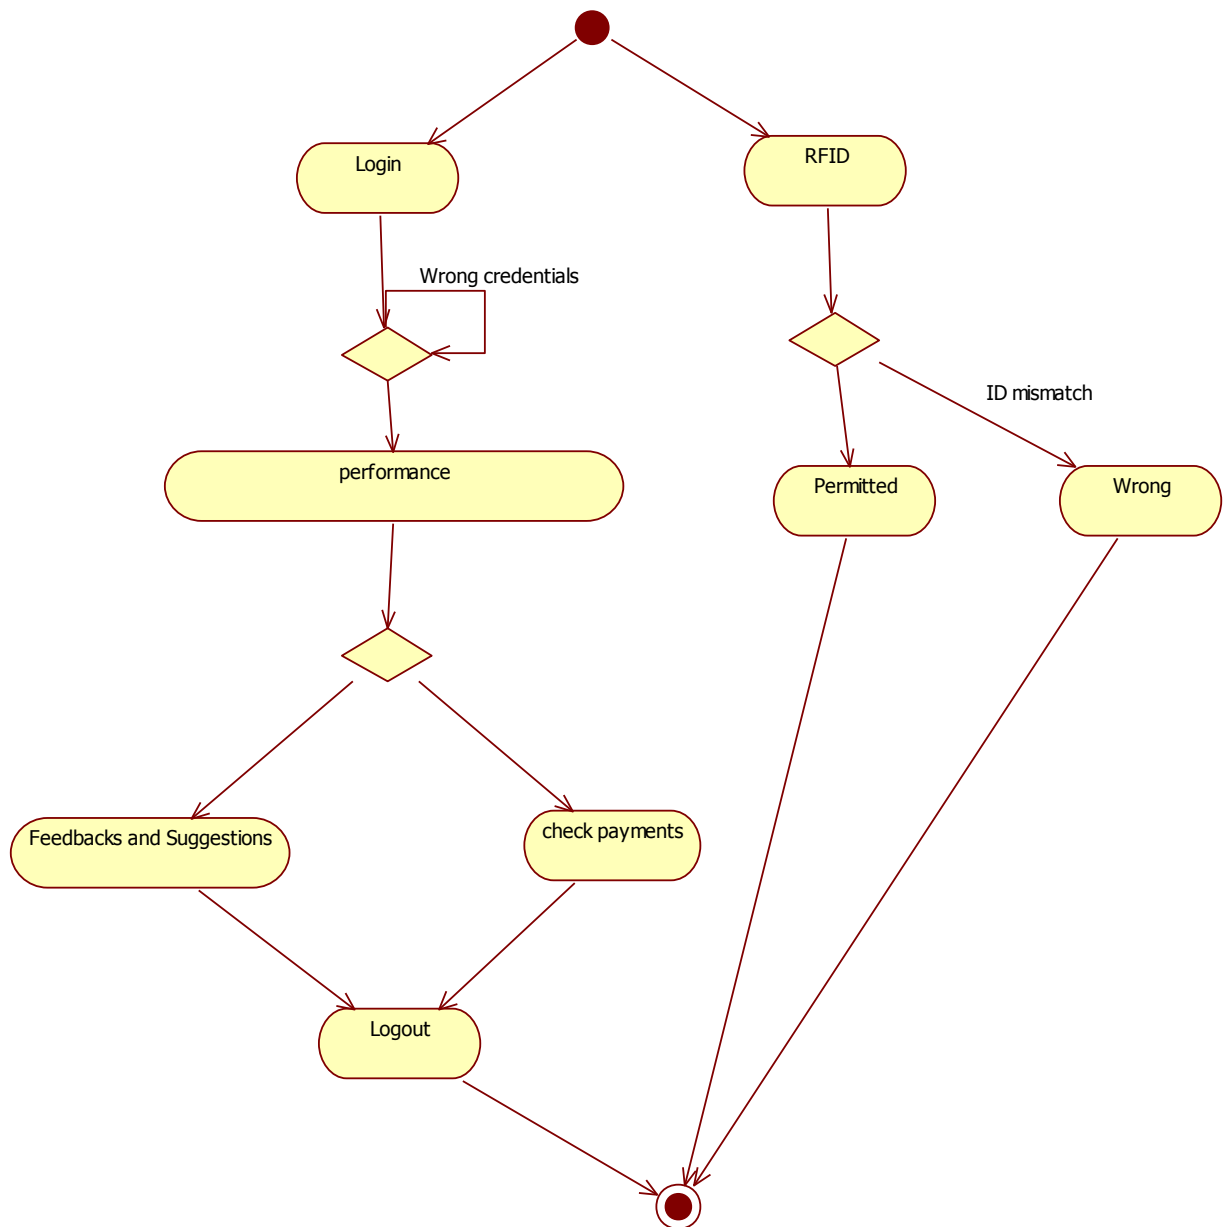 Login
RFID
Wrong credentials
ID mismatch
performance
Permitted
Wrong
Feedbacks and Suggestions
check payments
Logout